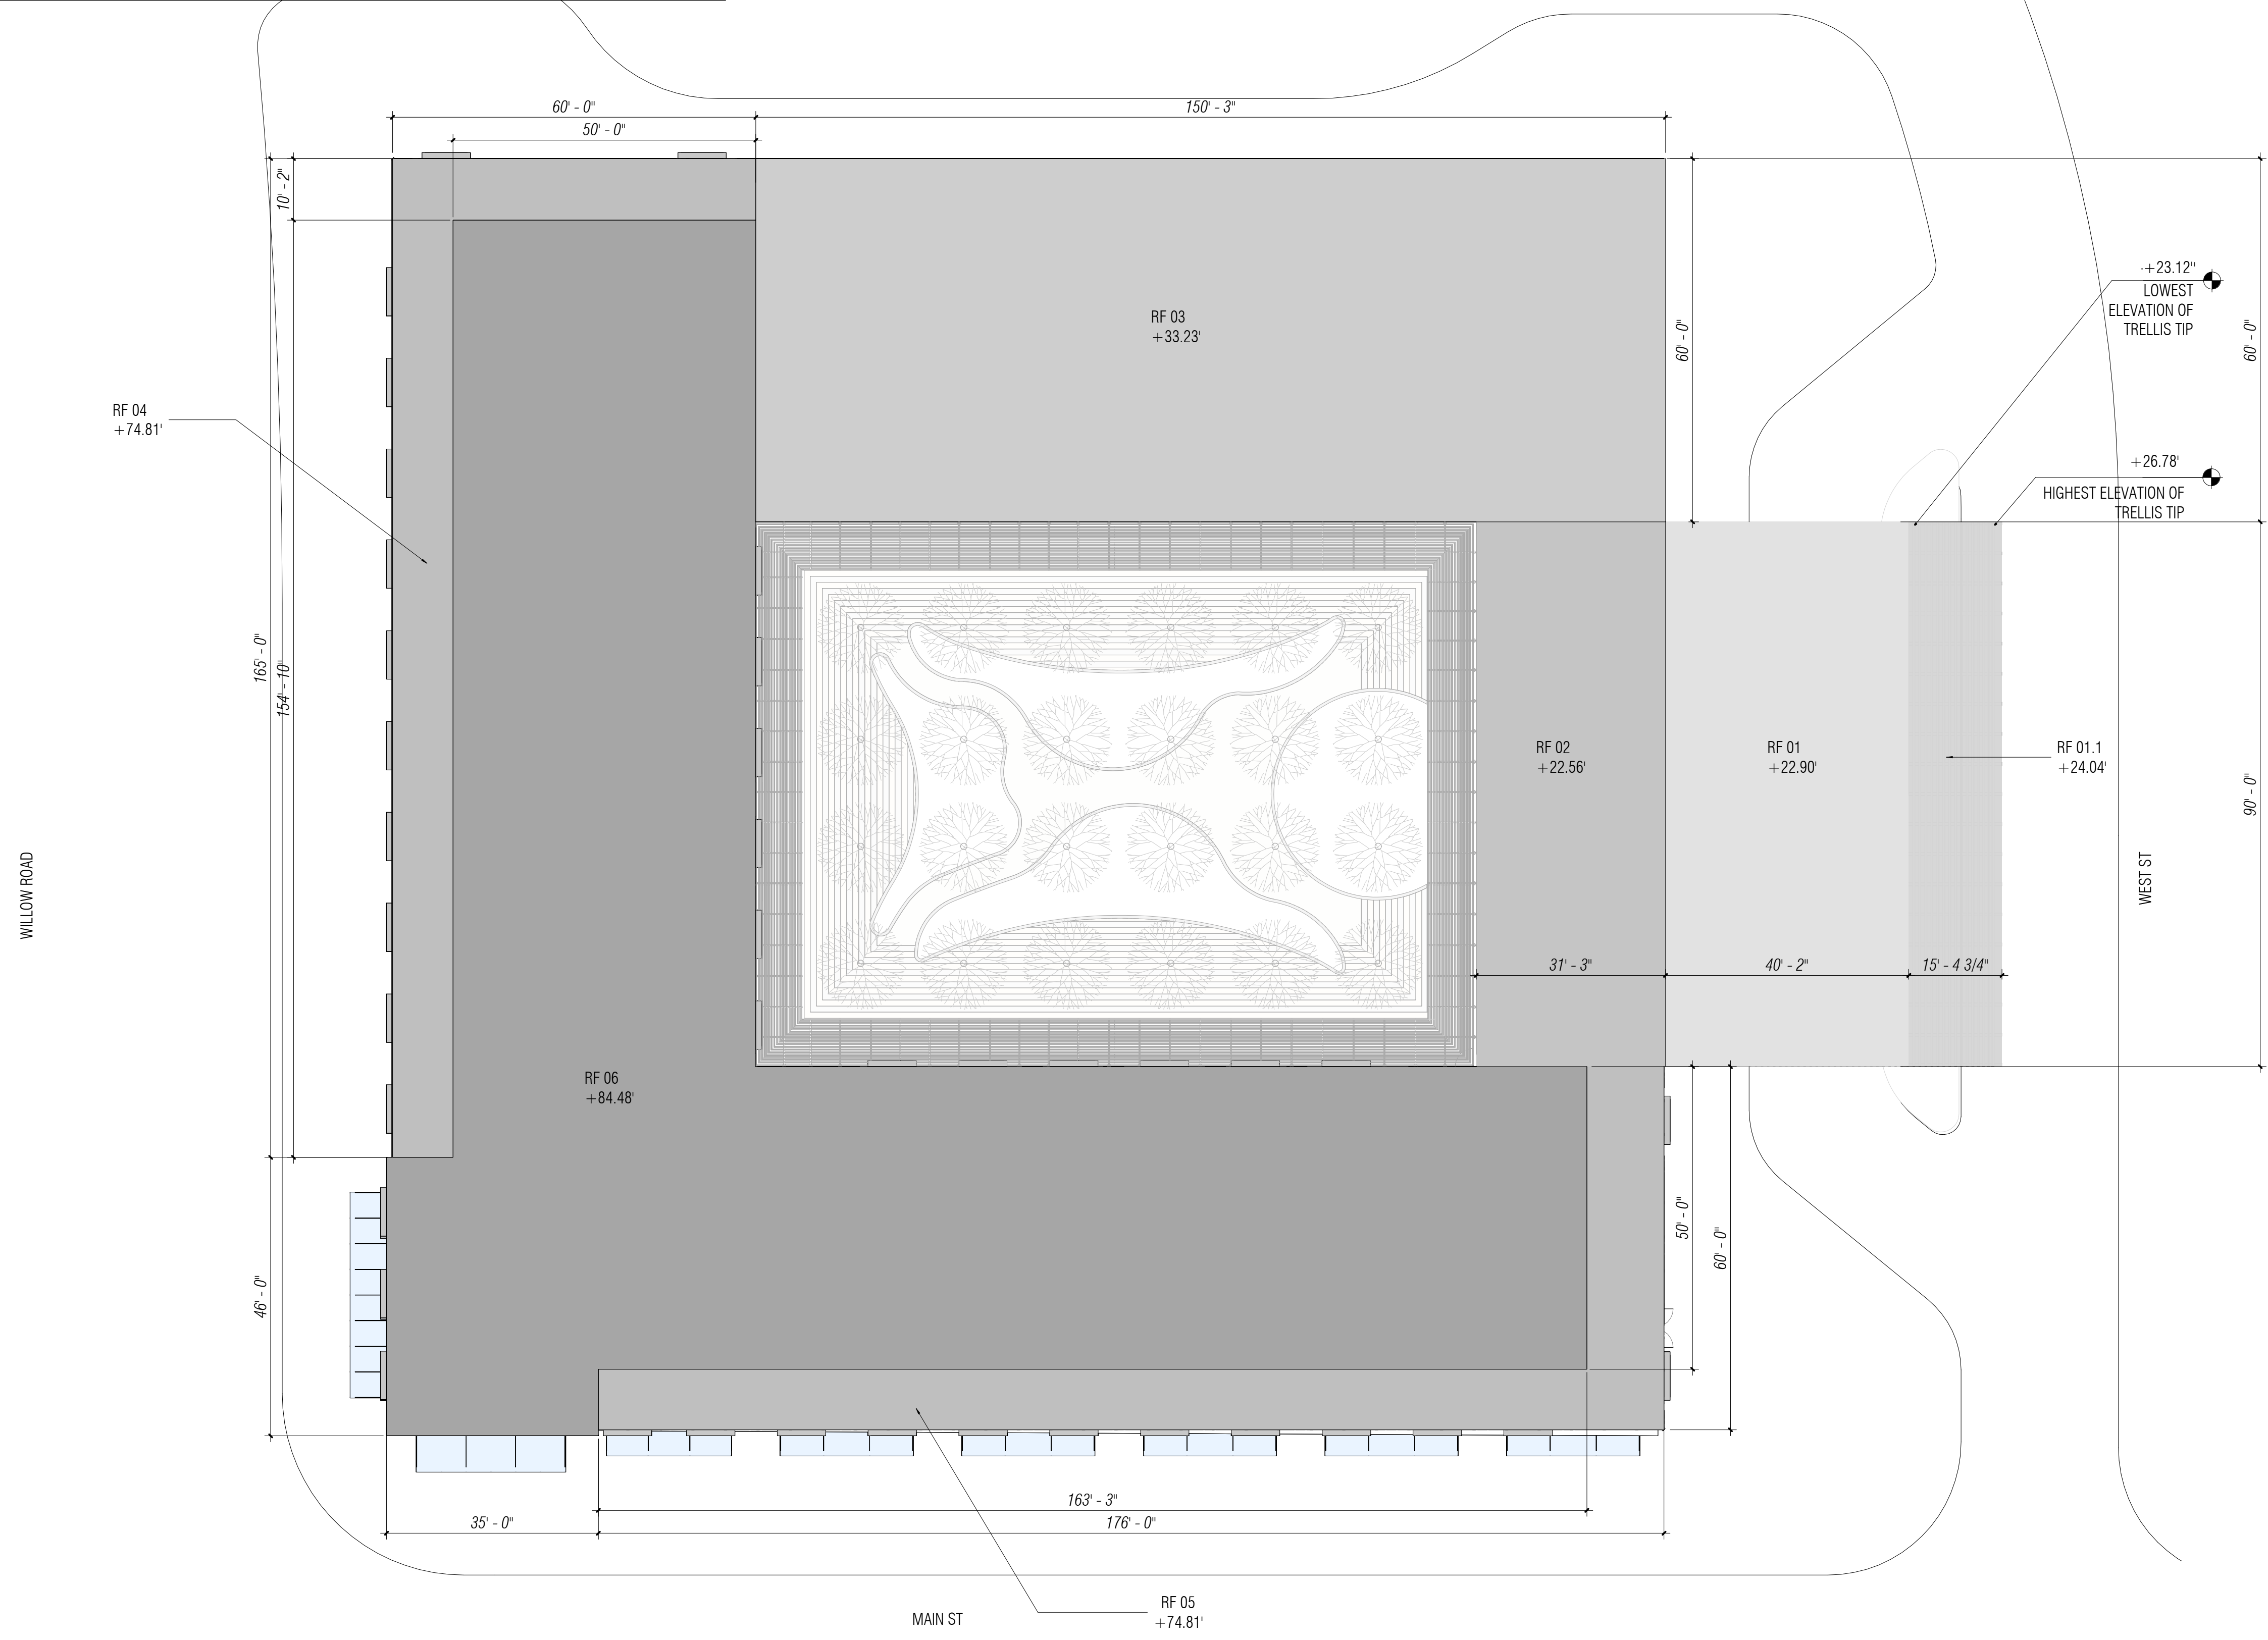 60' - 0"
150' - 3"
50' - 0"
10' - 2"
+23.12''
LOWEST
ELEVATION OF
TRELLIS TIP
RF 03
+33.23'
60' - 0"
60' - 0"
RF 04
+74.81'
+26.78'
HIGHEST ELEVATION OF
TRELLIS TIP
165' - 0"
154' - 10"
RF 02
+22.56'
RF 01
+22.90'
RF 01.1
+24.04'
90' - 0"
WILLOW ROAD
WEST ST
31' - 3"
40' - 2"
15' - 4 3/4"
RF 06
+84.48'
50' - 0"
60' - 0"
46' - 0"
163' - 3"
35' - 0"
176' - 0"
RF 05
+74.81'
MAIN ST